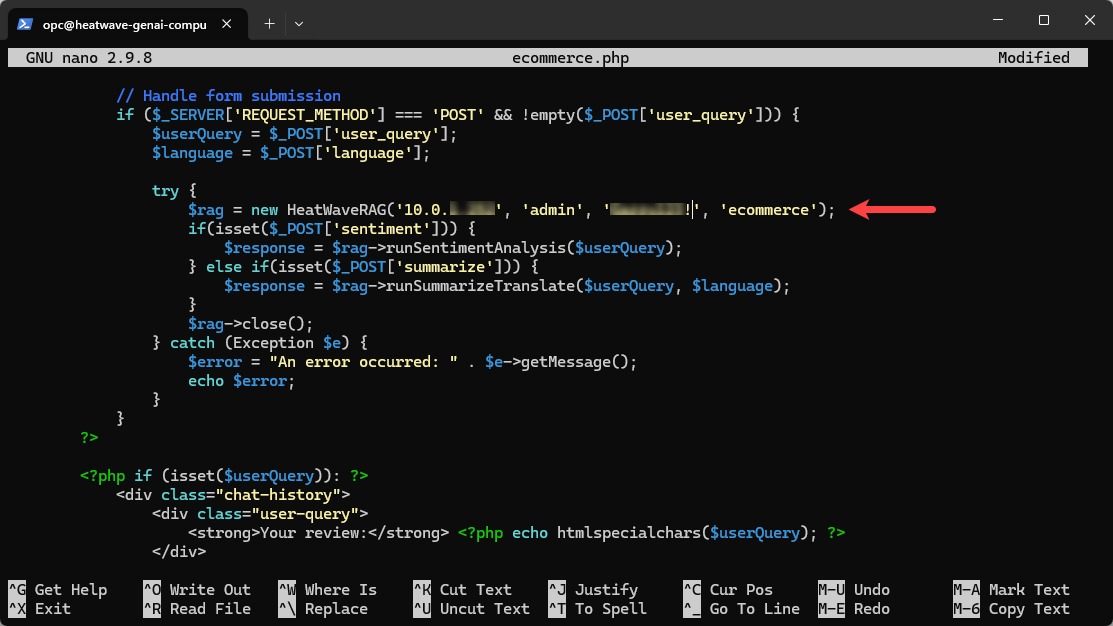 opc@heatwave-genai-compu
GNU nano 2.9.8 ecommerce.php Modified
// Handle form submission
if ($_SERVER['REQUEST_METHOD'] === 'POST' && !empty($_POST['user_query'])) {
$userQuery = $_POST['user_query'];
$language = $_POST['language'];
try {
$rag = new HeatWaveRAG('10.0. ', 'admin', ' !', 'ecommerce');
if(isset($_POST['sentiment'])) {
$response = $rag->runSentimentAnalysis($userQuery);
} else if(isset($_POST['summarize'])) {
$response = $rag->runSummarizeTranslate($userQuery, $language);
}
$rag->close();
} catch (Exception $e) {
$error = "An error occurred: " . $e->getMessage();
echo $error;
}
}
?>
<?php if (isset($userQuery)): ?>
<div class="chat-history">
<div class="user-query">
<strong>Your review:</strong> <?php echo htmlspecialchars($userQuery); ?>
</div>
^G Get Help ^O Write Out ^W Where Is ^K Cut Text ^J Justify ^C Cur Pos M-U Undo M-A Mark Text
^X Exit ^R Read File ^\ Replace ^U Uncut Text ^T To Spell ^_ Go To Line M-E Redo M-6 Copy Text